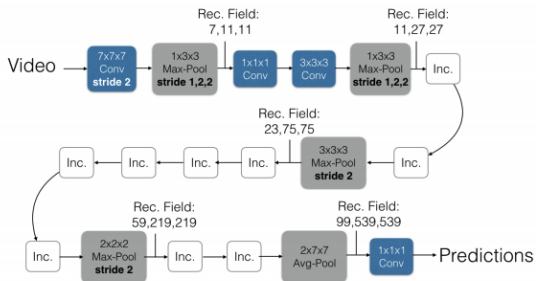 Rec. Field:
7,11,11
Rec. Field:
11,27,27
Video
7x7x7
Conv
stride 2
1x3x3
Max-Pool
stride 1,2,2
1x1x1
Conv
3x3x3
Conv
1x3x3
Max-Pool
stride 1,2,2
Inc.
Rec. Field:
23,75,75
Inc.
Inc.
Inc.
Inc.
3x3x3
Max-Pool
stride 2
Inc.
Rec. Field:
59,219,219
Rec. Field:
99,539,539
Inc.
2x2x2
Max-Pool
stride 2
Inc.
Inc.
2x7x7
Avg-Pool
1x1x1
Conv
Predictions